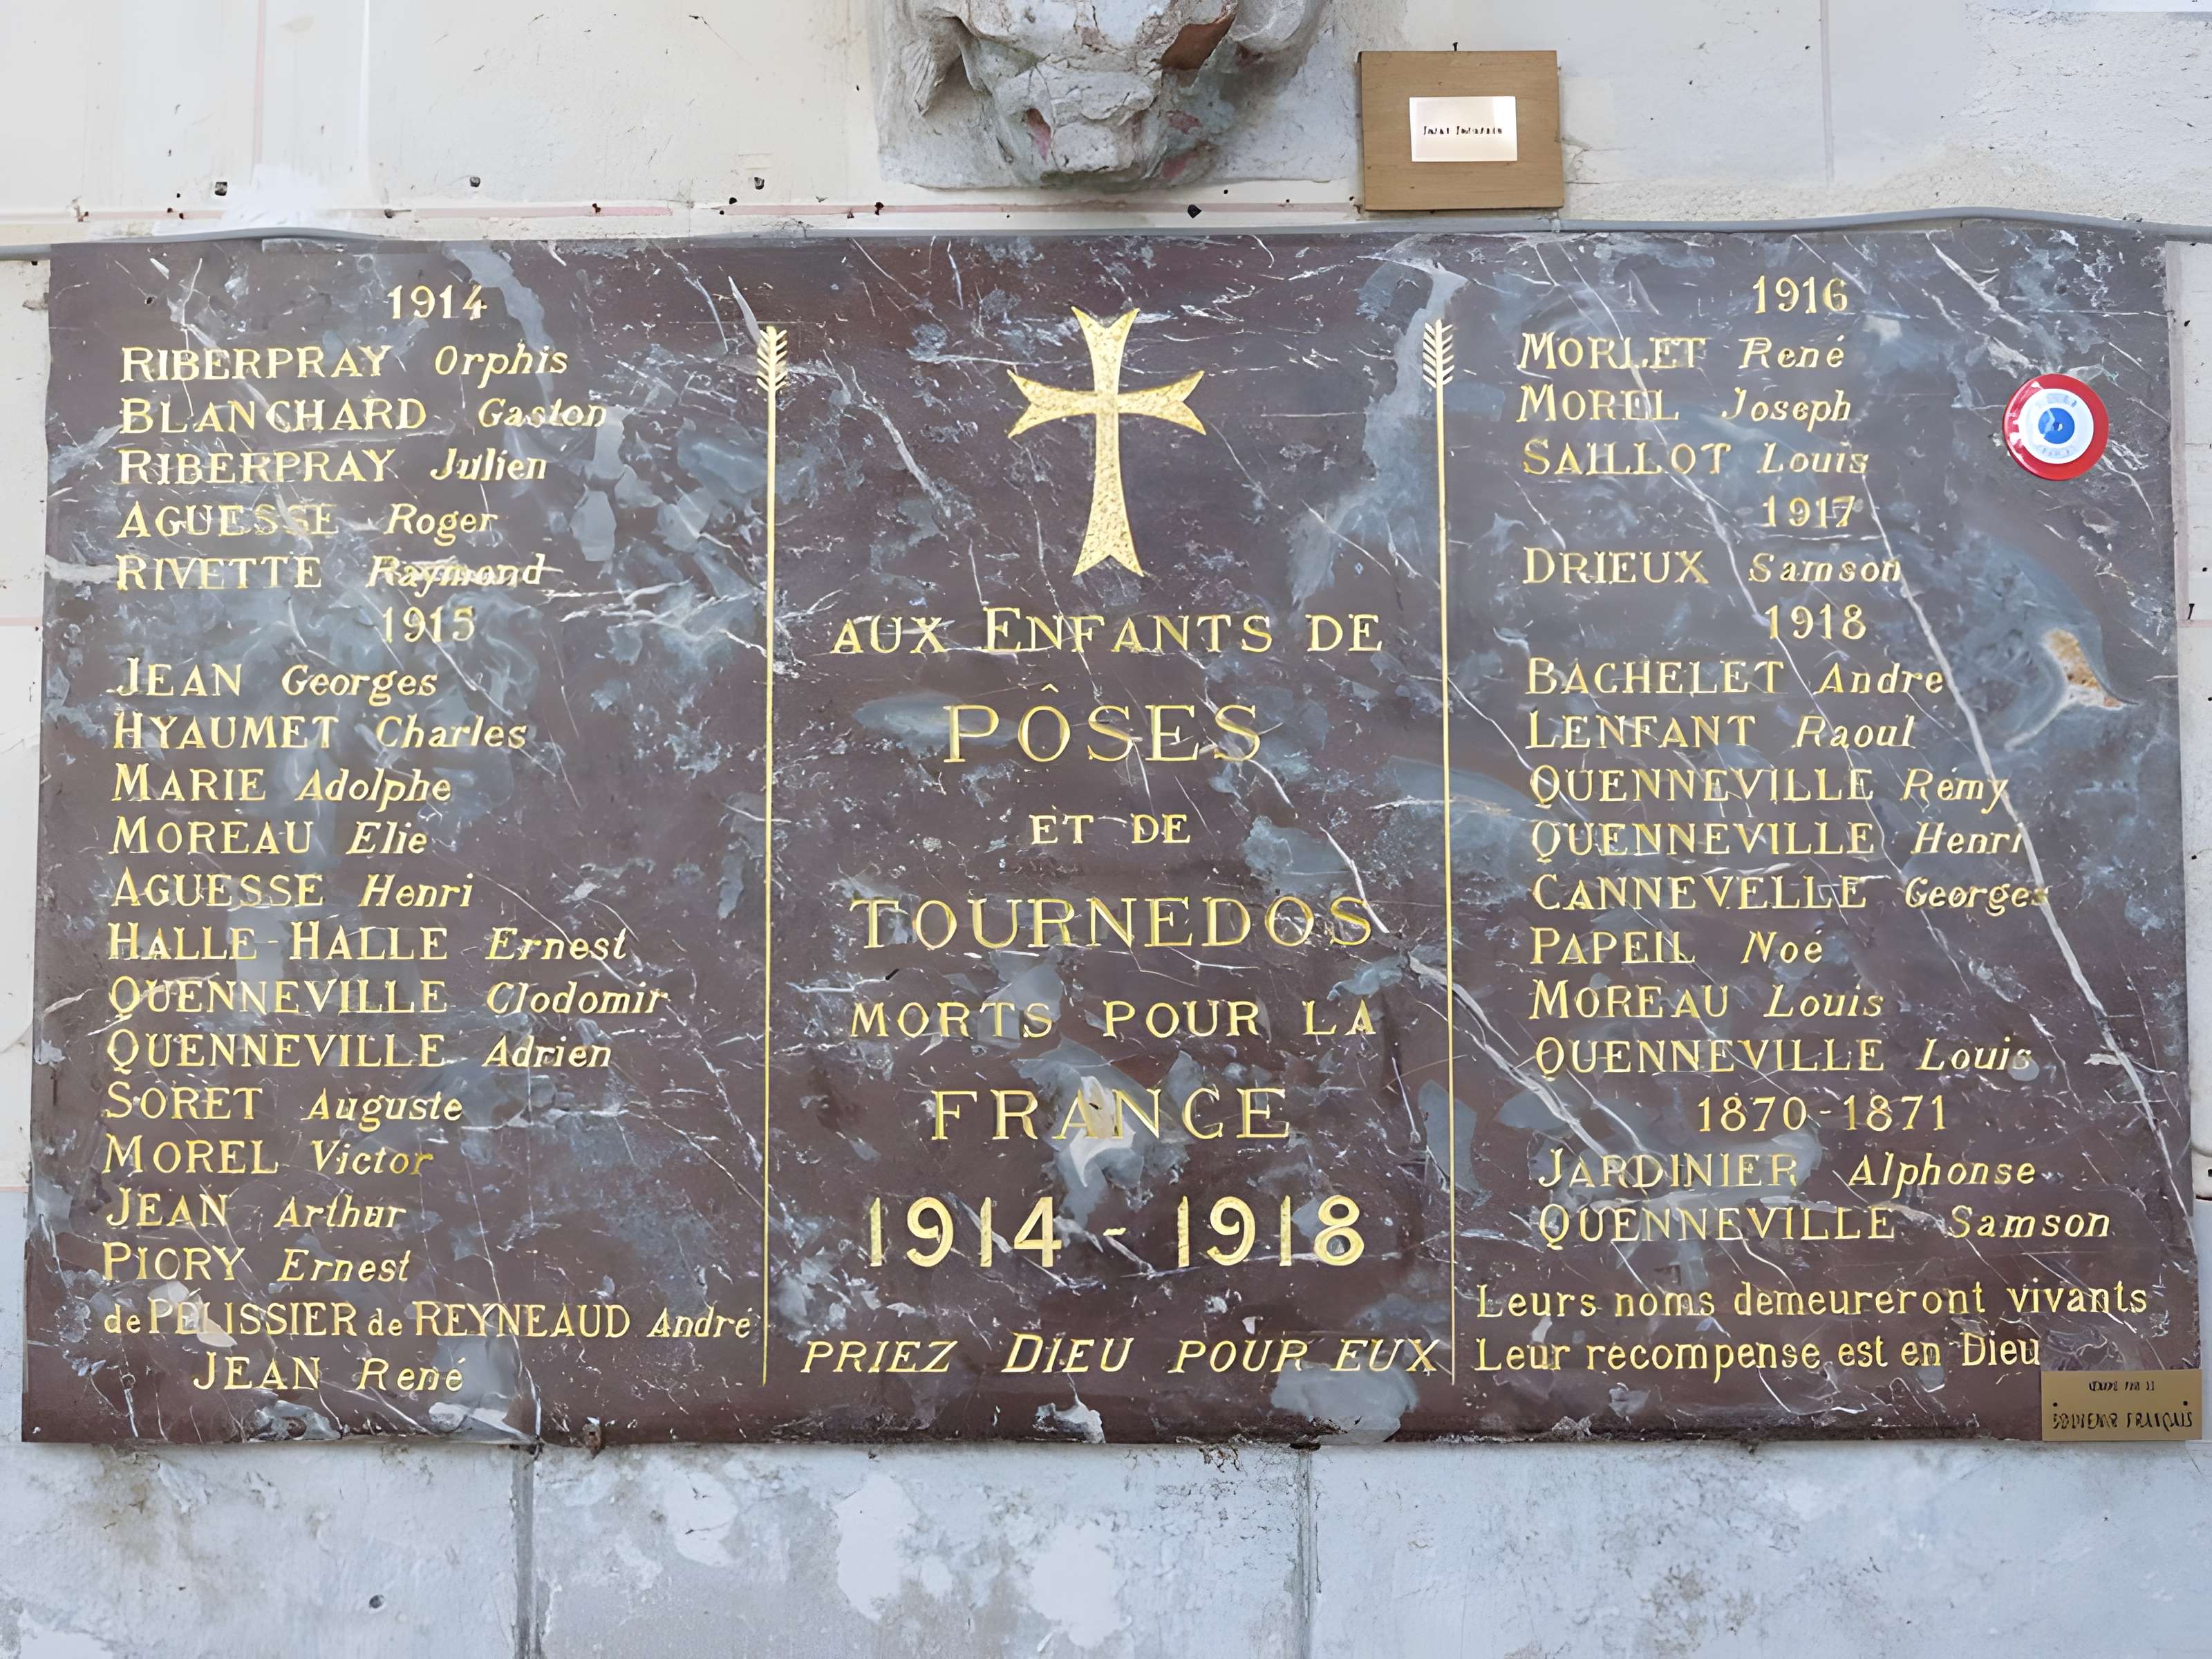 1914
RIBERPRAY Orphis
BLANCHARD Gaston
RIBERPRAY Julien
AGUESSE Roger
RIVETTE Raymond
1915
JEAN Georges
HYAUMET Charles
MARIE Adolphe
MOREAU Elie
AGUESSE Henri
HALLE-HALLE Ernest
QUENNEVILLE Clodomir
QUENNEVILLE Adrien
SORET Auguste
MOREL Victor
JEAN Arthur
PIORY Ernest
de PÉLISSIER de REYNEAUD André
JEAN René
AUX ENFANTS DE
PÔSES
ET DE
TOURNEDOS
MORTS POUR LA
FRANCE
1914-1918
PRIEZ DIEU POUR EUX
1916
MORLET René
MOREL Joseph
SAILLOT Louis
1917
DRIEUX Samson
1918
BACHELET Andre
LENFANT Raoul
QUENNEVILLE Rémy
QUENNEVILLE Henri
CANNEVELLE Georges
PAPEIL Noé
MOREAU Louis
QUENNEVILLE Louis
1870-1871
JARDINIER Alphonse
QUENNEVILLE Samson
Leurs noms demeureront vivants
Leur recompense est en Dieu
FRANÇAIS